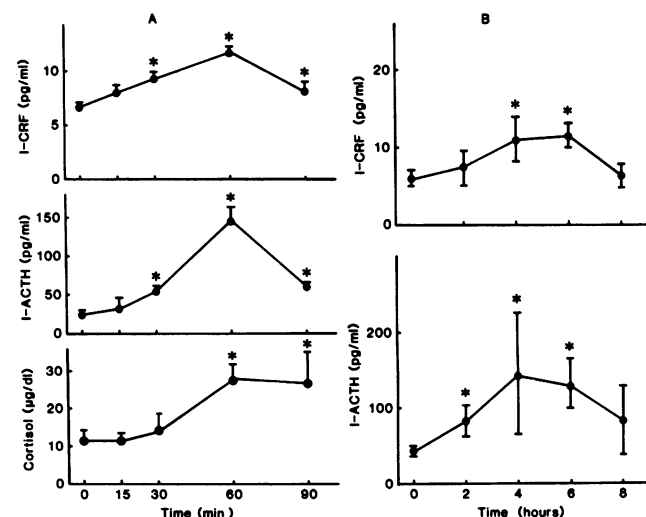 A
I-CRF (pg/ml)
10
5
0
*
*
*
I-ACTH (pg/ml)
150
100
50
0
*
*
*
Cortisol (µg/dl)
30
20
10
0
*
*
0 15 30 60 90
Time (min)
B
I-CRF (pg/ml)
20
10
0
*
*
I-ACTH (pg/ml)
200
100
0
*
*
*
0 2 4 6 8
Time (hours)